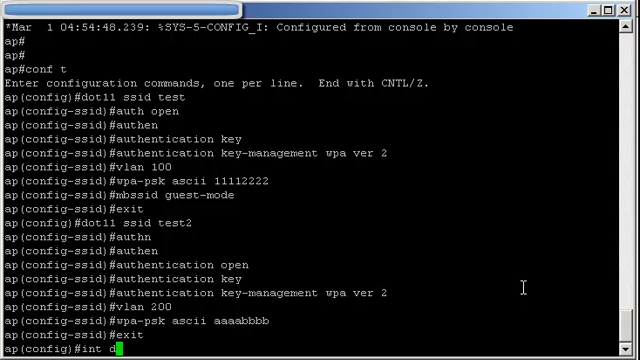 *Mar  1 04:54:48.239: %SYS-5-CONFIG_I: Configured from console by console
ap#
ap#
ap#conf t
Enter configuration commands, one per line.  End with CNTL/Z.
ap(config)#dot11 ssid test
ap(config-ssid)#auth open
ap(config-ssid)#authen
ap(config-ssid)#authentication key
ap(config-ssid)#authentication key-management wpa ver 2
ap(config-ssid)#vlan 100
ap(config-ssid)#wpa-psk ascii 11112222
ap(config-ssid)#mbssid guest-mode
ap(config-ssid)#exit
ap(config)#dot11 ssid test2
ap(config-ssid)#authn
ap(config-ssid)#authen
ap(config-ssid)#authentication open
ap(config-ssid)#authentication key
ap(config-ssid)#authentication key-management wpa ver 2
ap(config-ssid)#vlan 200
ap(config-ssid)#wpa-psk ascii aaaabbbb
ap(config-ssid)#exit
ap(config)#int d